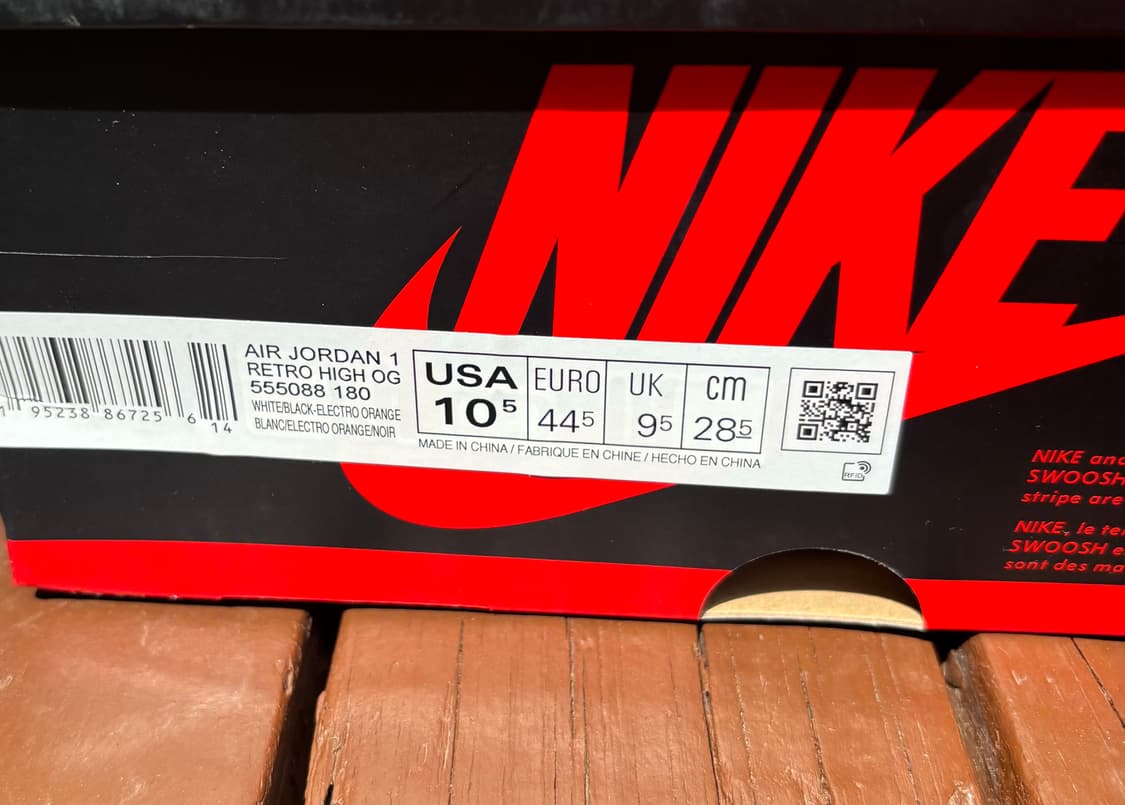 NIKE
AIR JORDAN 1
RETRO HIGH OG
555088 180
WHITE/BLACK-ELECTRO ORANGE
BLANC/ELECTRO ORANGE/NOIR
95238 86725 6 14
USA EURO UK cm
10⁵ 44⁵ 9⁵ 28⁵
MADE IN CHINA / FABRIQUE EN CHINE / HECHO EN CHINA
RFID
NIKE and
SWOOSH
stripe are
NIKE, le
SWOOSH
sont des